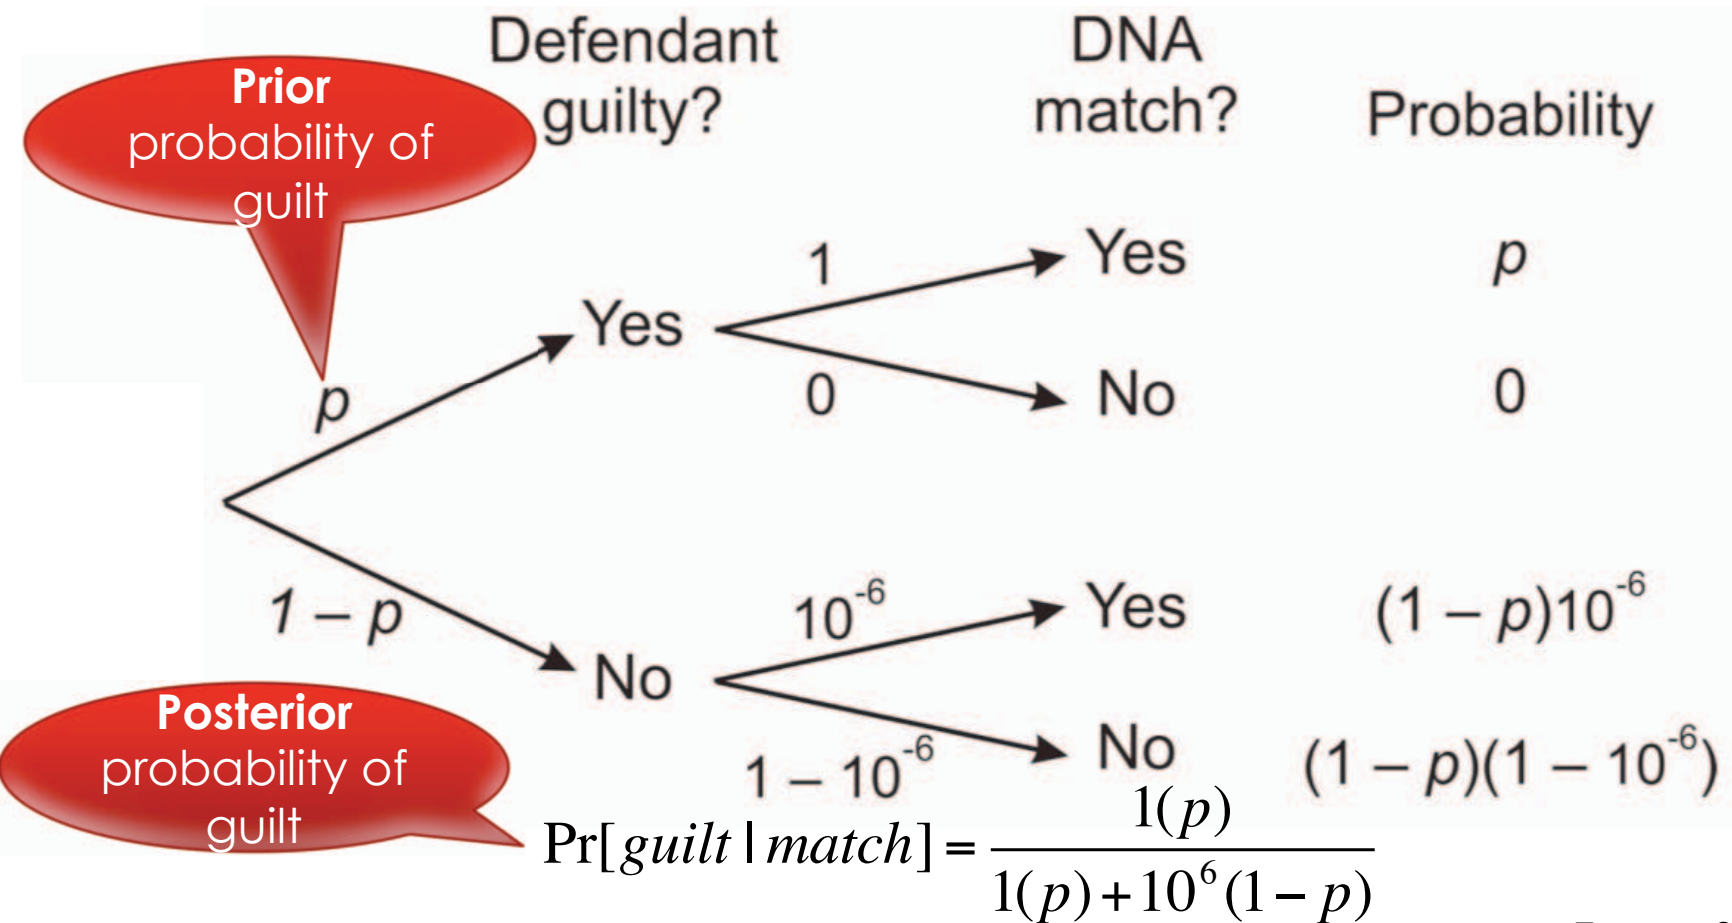 Defendant guilty?
DNA match?
Probability
Prior
probability of
guilt
p
1 – p
Yes
No
1
0
10⁻⁶
1 – 10⁻⁶
Yes
No
Yes
No
p
0
(1 – p)10⁻⁶
(1 – p)(1 – 10⁻⁶)
Posterior
probability of
guilt
Pr[guilt | match] = 1(p) / 1(p) + 10⁶(1 – p)